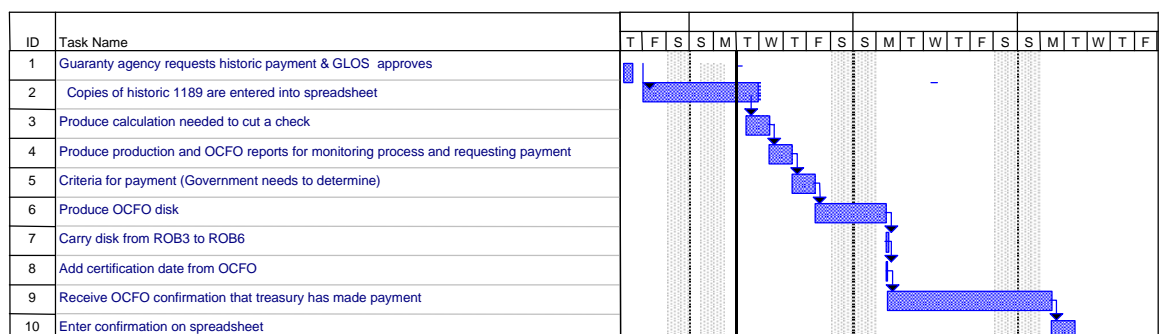 ID Task Name T F S S M T W T F S S M T W T F S S M T W T F
1 Guaranty agency requests historic payment & GLOS approves
2 Copies of historic 1189 are entered into spreadsheet
3 Produce calculation needed to cut a check
4 Produce production and OCFO reports for monitoring process and requesting payment
5 Criteria for payment (Government needs to determine)
6 Produce OCFO disk
7 Carry disk from ROB3 to ROB6
8 Add certification date from OCFO
9 Receive OCFO confirmation that treasury has made payment
10 Enter confirmation on spreadsheet